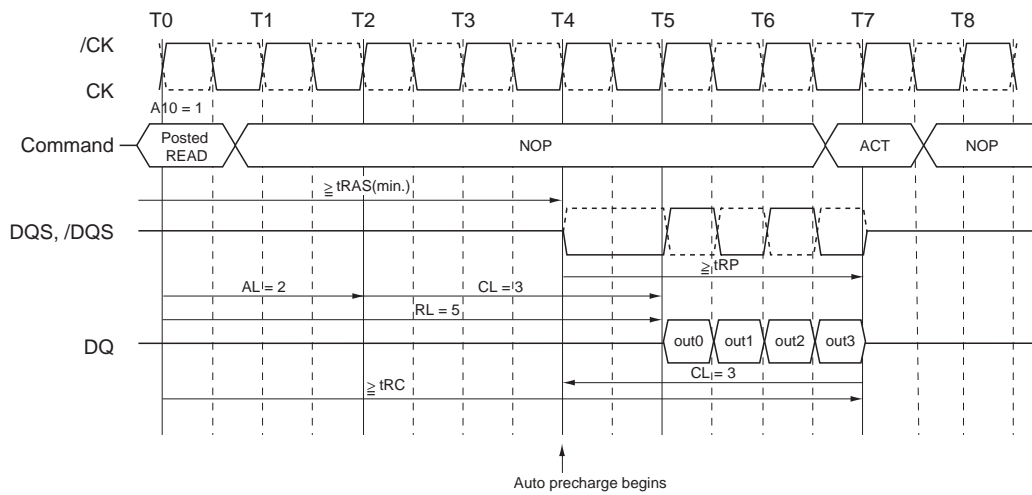 T0 T1 T2 T3 T4 T5 T6 T7 T8
/CK
CK
A10 = 1
Command
Posted
READ
NOP
ACT
NOP
≧ tRAS(min.)
DQS, /DQS
≧ tRP
AL = 2
CL = 3
RL = 5
DQ
out0 out1 out2 out3
CL = 3
≧ tRC
Auto precharge begins